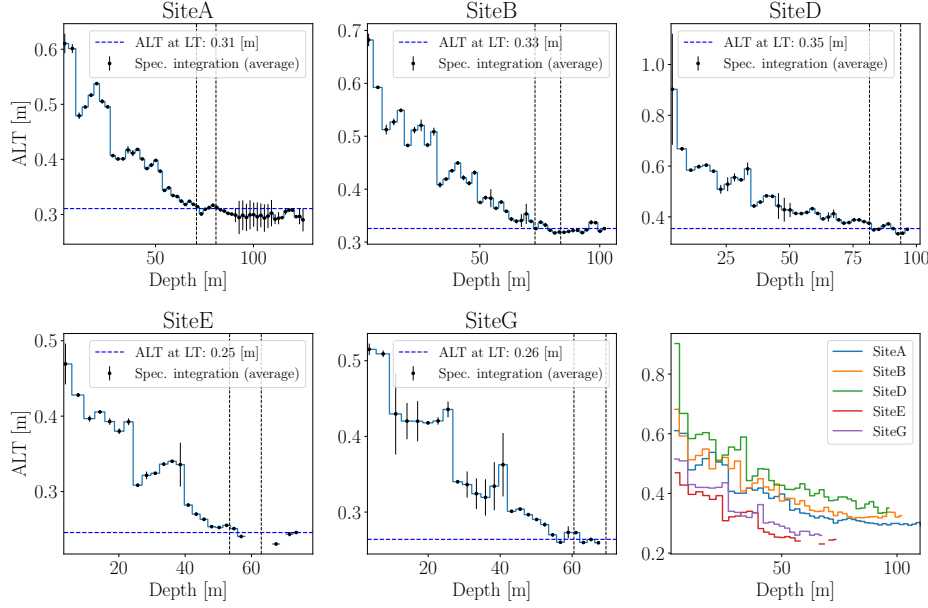 SiteA
SiteB
SiteD
ALT at LT: 0.31 [m]
Spec. integration (average)
ALT at LT: 0.33 [m]
Spec. integration (average)
ALT at LT: 0.35 [m]
Spec. integration (average)
ALT [m]
0.6
0.5
0.4
0.3
0.7
0.6
0.5
0.4
0.3
1.0
0.8
0.6
0.4
50
100
0
50
100
25
50
75
100
Depth [m]
Depth [m]
Depth [m]
SiteE
SiteG
ALT at LT: 0.25 [m]
Spec. integration (average)
ALT at LT: 0.26 [m]
Spec. integration (average)
SiteA
SiteB
SiteD
SiteE
SiteG
ALT [m]
0.5
0.4
0.3
0.5
0.4
0.3
0.8
0.6
0.4
0.2
20
40
60
20
40
60
50
100
Depth [m]
Depth [m]
Depth [m]